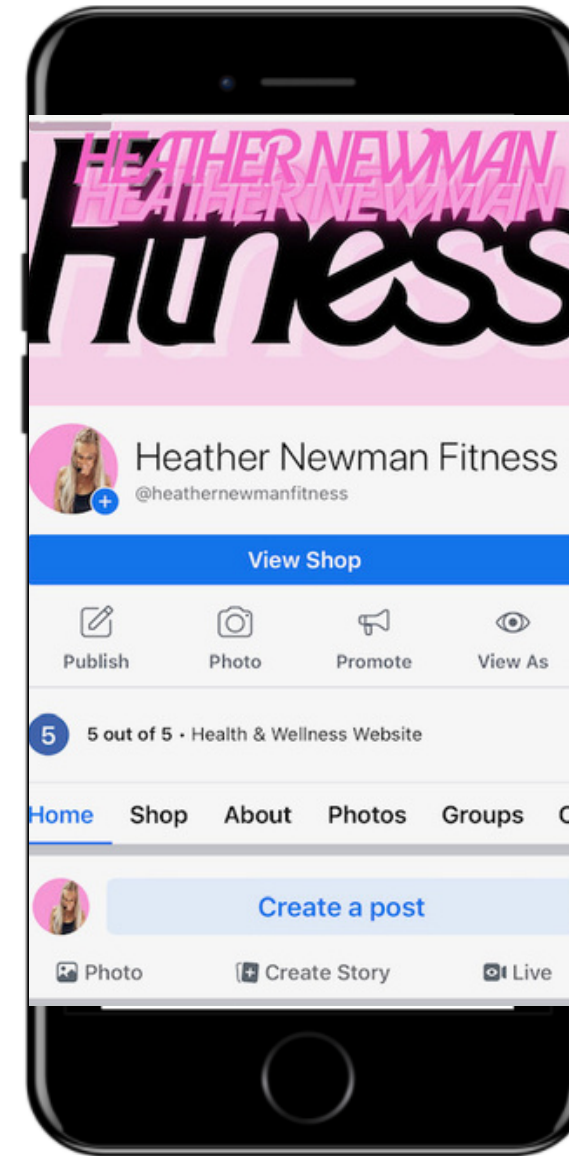 HEATHER NEWMAN
HEATHER NEWMAN
Fitness
Heather Newman Fitness
@heathernewmanfitness
View Shop
Publish Photo Promote View As
5 5 out of 5 • Health & Wellness Website
Home Shop About Photos Groups
Create a post
Photo Create Story Live